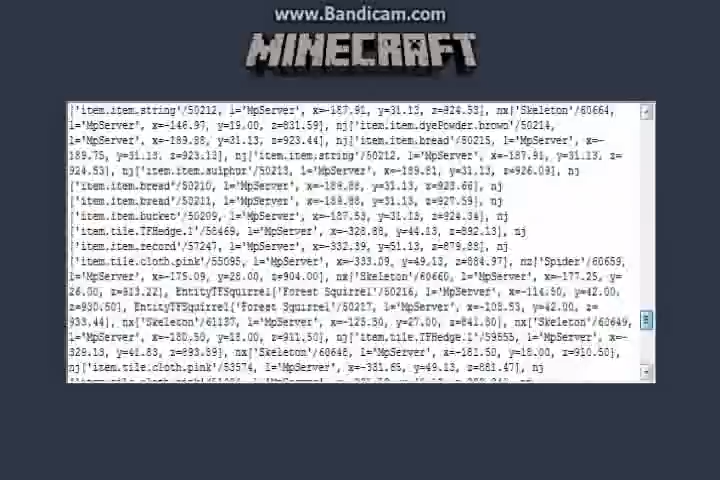 www.Bandicam.com
MINECRAFT
['item.item.string'/50212, l='MpServer', x=-187.91, y=31.13, z=924.53], nx['Skeleton'/60664,
l='MpServer', x=-146.97, y=19.00, z=831.59], nj['item.item.dyePowder.brown'/50214,
l='MpServer', x=-189.88, y=31.13, z=923.44], nj['item.item.bread'/50215, l='MpServer', x=-
189.75, y=31.13, z=923.13], nj['item.item.string'/50212, l='MpServer', x=-187.91, y=31.13, z=
924.53], nj['item.item.sulphur'/50213, l='MpServer', x=-189.81, y=31.13, z=926.09], nj
['item.item.bread'/50210, l='MpServer', x=-189.88, y=31.13, z=923.66], nj
['item.item.bread'/50211, l='MpServer', x=-189.88, y=31.13, z=927.59], nj
['item.item.bucket'/50209, l='MpServer', x=-187.53, y=31.13, z=924.34], nj
['item.tile.TFHedge.1'/58469, l='MpServer', x=-328.88, y=44.13, z=892.13], nj
['item.item.record'/57247, l='MpServer', x=-332.39, y=51.13, z=879.88], nj
['item.tile.cloth.pink'/55095, l='MpServer', x=-333.09, y=49.13, z=884.97], mz['Spider'/60659,
l='MpServer', x=-175.09, y=28.00, z=904.00], nx['Skeleton'/60660, l='MpServer', x=-177.25, y=
26.00, z=913.22], EntityTFSquirrel['Forest Squirrel'/50216, l='MpServer', x=-114.50, y=42.00,
z=930.50], EntityTFSquirrel['Forest Squirrel'/50217, l='MpServer', x=-108.53, y=42.00,
z=933.44], nx['Skeleton'/61137, l='MpServer', x=-125.30, y=27.00, z=841.80], nx['Skeleton'/60649,
l='MpServer', x=-180.50, y=18.00, z=911.50], nj['item.tile.TFHedge.1'/59555, l='MpServer', x=-
329.13, y=41.83, z=893.89], nx['Skeleton'/60648, l='MpServer', x=-181.50, y=18.00, z=910.50],
nj['item.tile.cloth.pink'/53574, l='MpServer', x=-331.65, y=49.13, z=881.47], nj